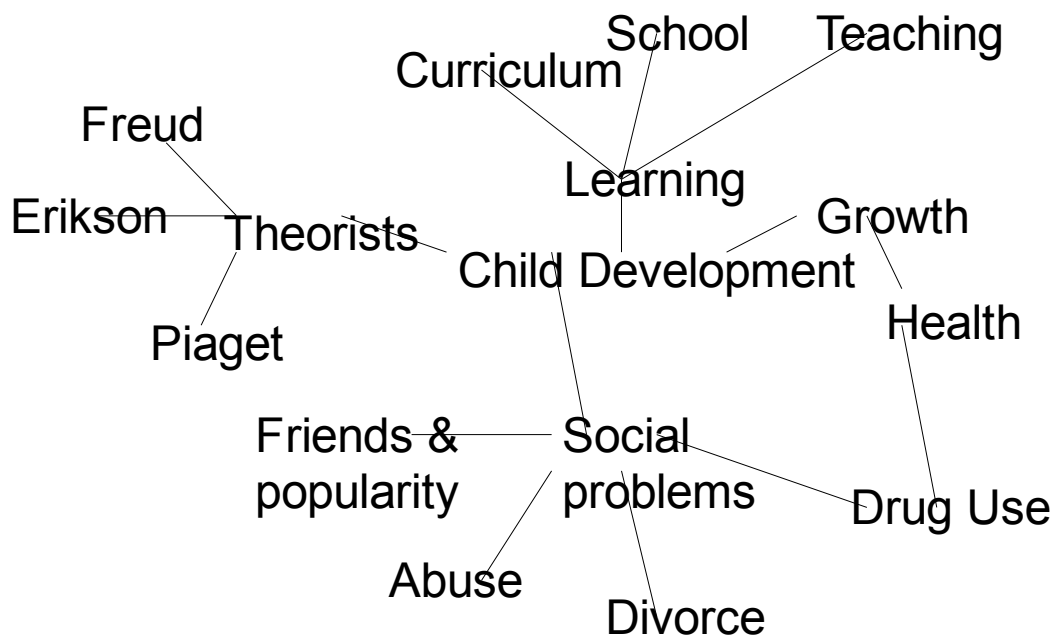 School
Teaching
Curriculum
Freud
Learning
Erikson
Theorists
Growth
Child Development
Health
Piaget
Friends &
popularity
Social
problems
Drug Use
Abuse
Divorce